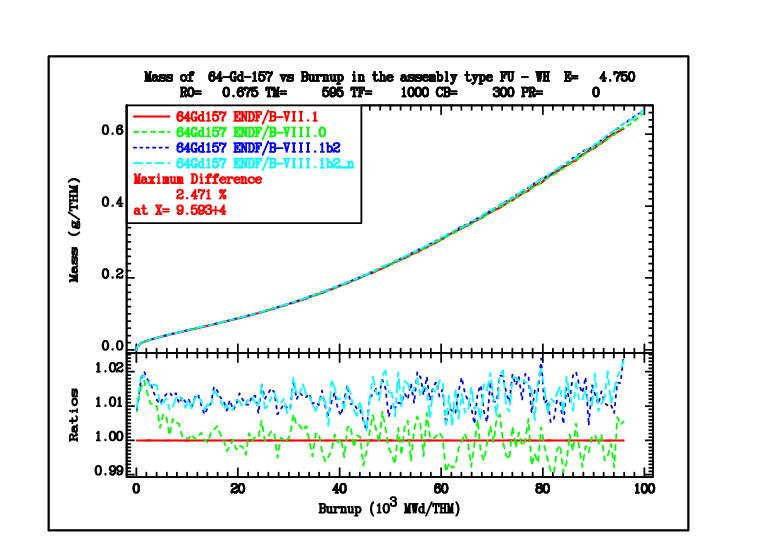 Mass of 64-Gd-157 vs Burnup in the assembly type FU - WH E= 4.750
RO= 0.675 TM= 595 TF= 1000 CB= 300 PR= 0
64Gd157 ENDF/B-VII.1
64Gd157 ENDF/B-VIII.0
64Gd157 ENDF/B-VIII.1b2
64Gd157 ENDF/B-VIII.1b2_n
Maximum Difference
2.471 %
at X= 9.593+4
Mass (g/THM)
0.6
0.4
0.2
0.0
Ratios
1.02
1.01
1.00
0.99
0 20 40 60 80 100
Burnup (10³ MWd/THM)